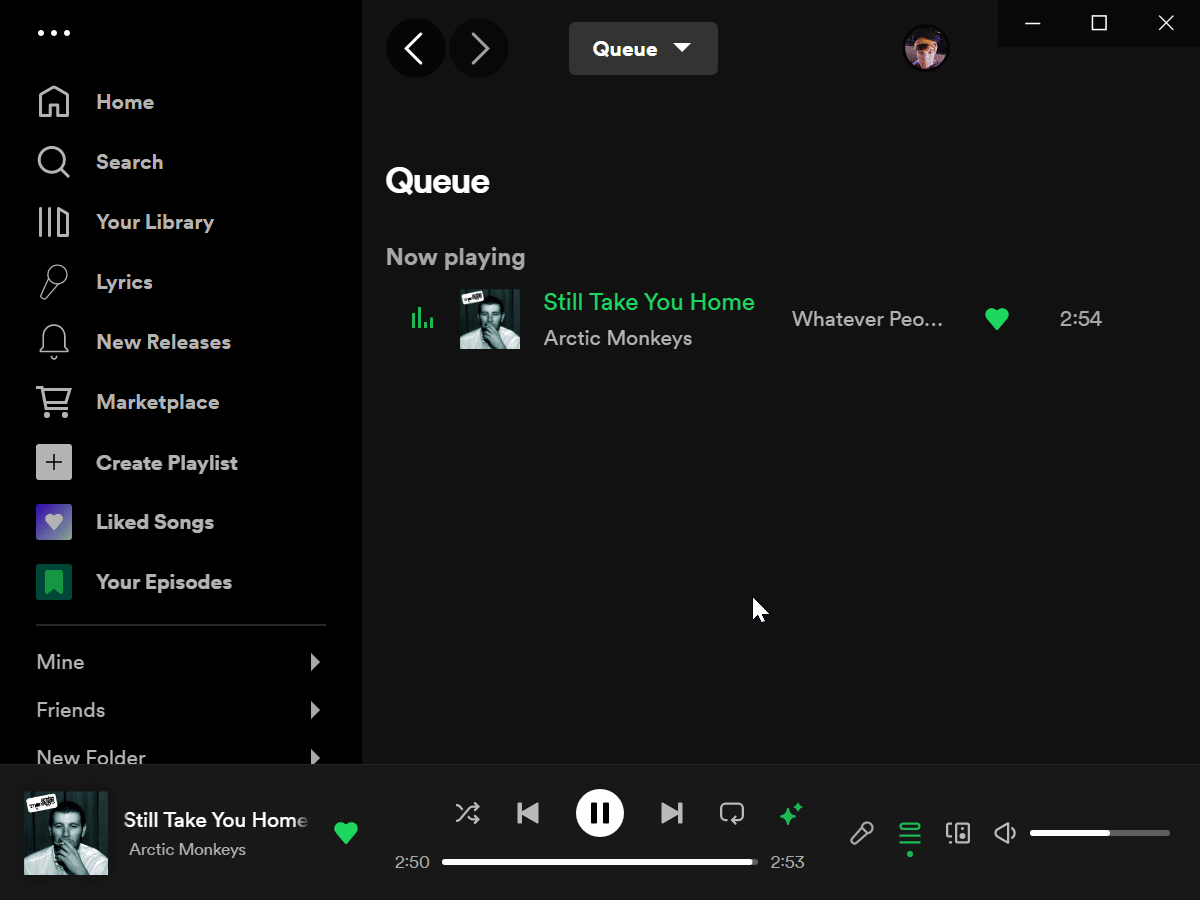 Home
Search
Your Library
Lyrics
New Releases
Marketplace
Create Playlist
Liked Songs
Your Episodes
Mine
Friends
New Folder
Queue
Queue
Now playing
Still Take You Home
Arctic Monkeys
Whatever Peo...
2:54
Still Take You Home
Arctic Monkeys
2:50
2:53